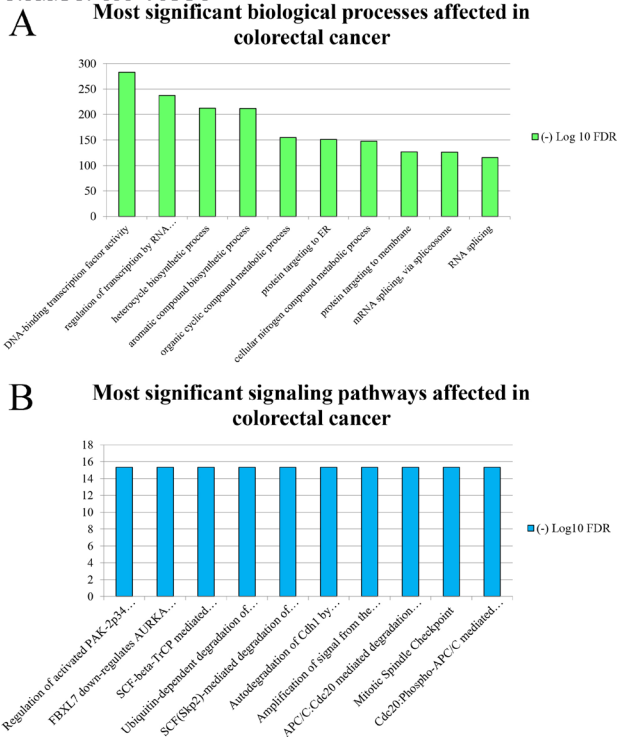 A
Most significant biological processes affected in
colorectal cancer
300
250
200
150
100
50
0
(-) Log 10 FDR
DNA-binding transcription factor activity
regulation of transcription by RNA…
heterocycle biosynthetic process
aromatic compound biosynthetic process
organic cyclic compound metabolic process
protein targeting to ER
cellular nitrogen compound metabolic process
protein targeting to membrane
mRNA splicing, via spliceosome
RNA splicing
B
Most significant signaling pathways affected in
colorectal cancer
18
16
14
12
10
8
6
4
2
0
(-) Log10 FDR
Regulation of activated PAK-2p34…
FBXL7 down-regulates AURKA…
SCF-beta-TrCP mediated…
Ubiquitin-dependent degradation of…
SCF(Skp2)-mediated degradation of…
Autodegradation of Cdh1 by…
Amplification of signal from the…
APC/C:Cdc20 mediated degradation…
Mitotic Spindle Checkpoint
Cdc20:Phospho-APC/C mediated…